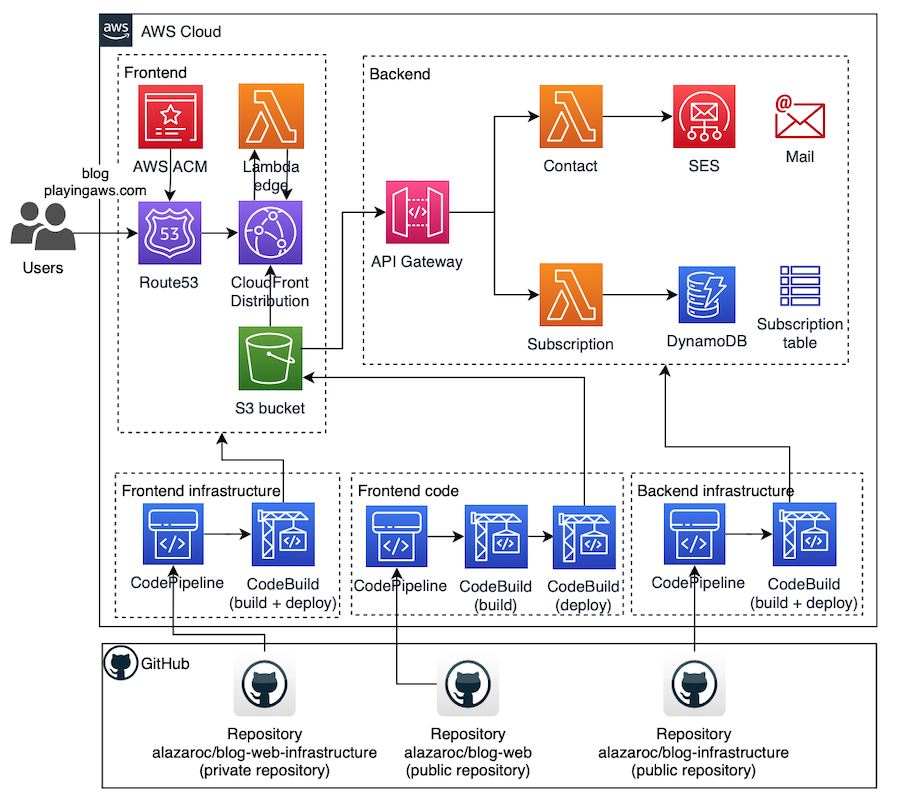 aws
AWS Cloud
Frontend
AWS ACM
Lambda
edge
blog
playingaws.com
Users
53
Route53
CloudFront
Distribution
S3 bucket
Backend
API Gateway
Contact
SES
@
Mail
Subscription
DynamoDB
Subscription
table
Frontend infrastructure
CodePipeline
CodeBuild
(build + deploy)
Frontend code
CodePipeline
CodeBuild
(build)
CodeBuild
(deploy)
Backend infrastructure
CodePipeline
CodeBuild
(build + deploy)
GitHub
Repository
alazaroc/blog-web-infrastructure
(private repository)
Repository
alazaroc/blog-web
(public repository)
Repository
alazaroc/blog-infrastructure
(public repository)